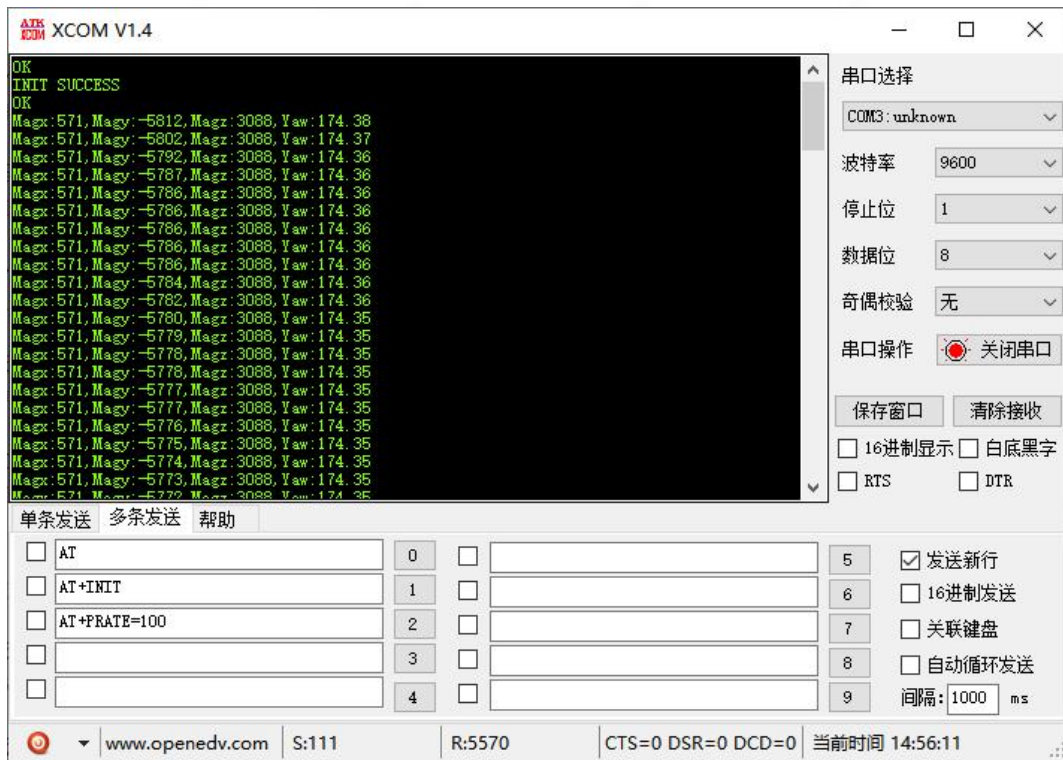 ATK XCOM XCOM V1.4
OK
INIT SUCCESS
OK
Magx:571,Magy:-5812,Magz:3088,Yaw:174.38
Magx:571,Magy:-5802,Magz:3088,Yaw:174.37
Magx:571,Magy:-5792,Magz:3088,Yaw:174.36
Magx:571,Magy:-5787,Magz:3088,Yaw:174.36
Magx:571,Magy:-5786,Magz:3088,Yaw:174.36
Magx:571,Magy:-5786,Magz:3088,Yaw:174.36
Magx:571,Magy:-5786,Magz:3088,Yaw:174.36
Magx:571,Magy:-5786,Magz:3088,Yaw:174.36
Magx:571,Magy:-5786,Magz:3088,Yaw:174.36
Magx:571,Magy:-5784,Magz:3088,Yaw:174.36
Magx:571,Magy:-5782,Magz:3088,Yaw:174.36
Magx:571,Magy:-5780,Magz:3088,Yaw:174.35
Magx:571,Magy:-5779,Magz:3088,Yaw:174.35
Magx:571,Magy:-5778,Magz:3088,Yaw:174.35
Magx:571,Magy:-5778,Magz:3088,Yaw:174.35
Magx:571,Magy:-5777,Magz:3088,Yaw:174.35
Magx:571,Magy:-5777,Magz:3088,Yaw:174.35
Magx:571,Magy:-5776,Magz:3088,Yaw:174.35
Magx:571,Magy:-5775,Magz:3088,Yaw:174.35
Magx:571,Magy:-5774,Magz:3088,Yaw:174.35
Magx:571,Magy:-5773,Magz:3088,Yaw:174.35
Magx:571,Magy:-5772,Magz:3088,Yaw:174.35
串口选择
COM3:unknown
波特率 9600
停止位 1
数据位 8
奇偶校验 无
串口操作 关闭串口
保存窗口 清除接收
16进制显示 白底黑字
RTS DTR
单条发送 多条发送 帮助
AT 0 5 发送新行
AT+INIT 1 6 16进制发送
AT+PRATE=100 2 7 关联键盘
3 8 自动循环发送
4 9 间隔: 1000 ms
www.openedv.com S:111 R:5570 CTS=0 DSR=0 DCD=0 当前时间 14:56:11